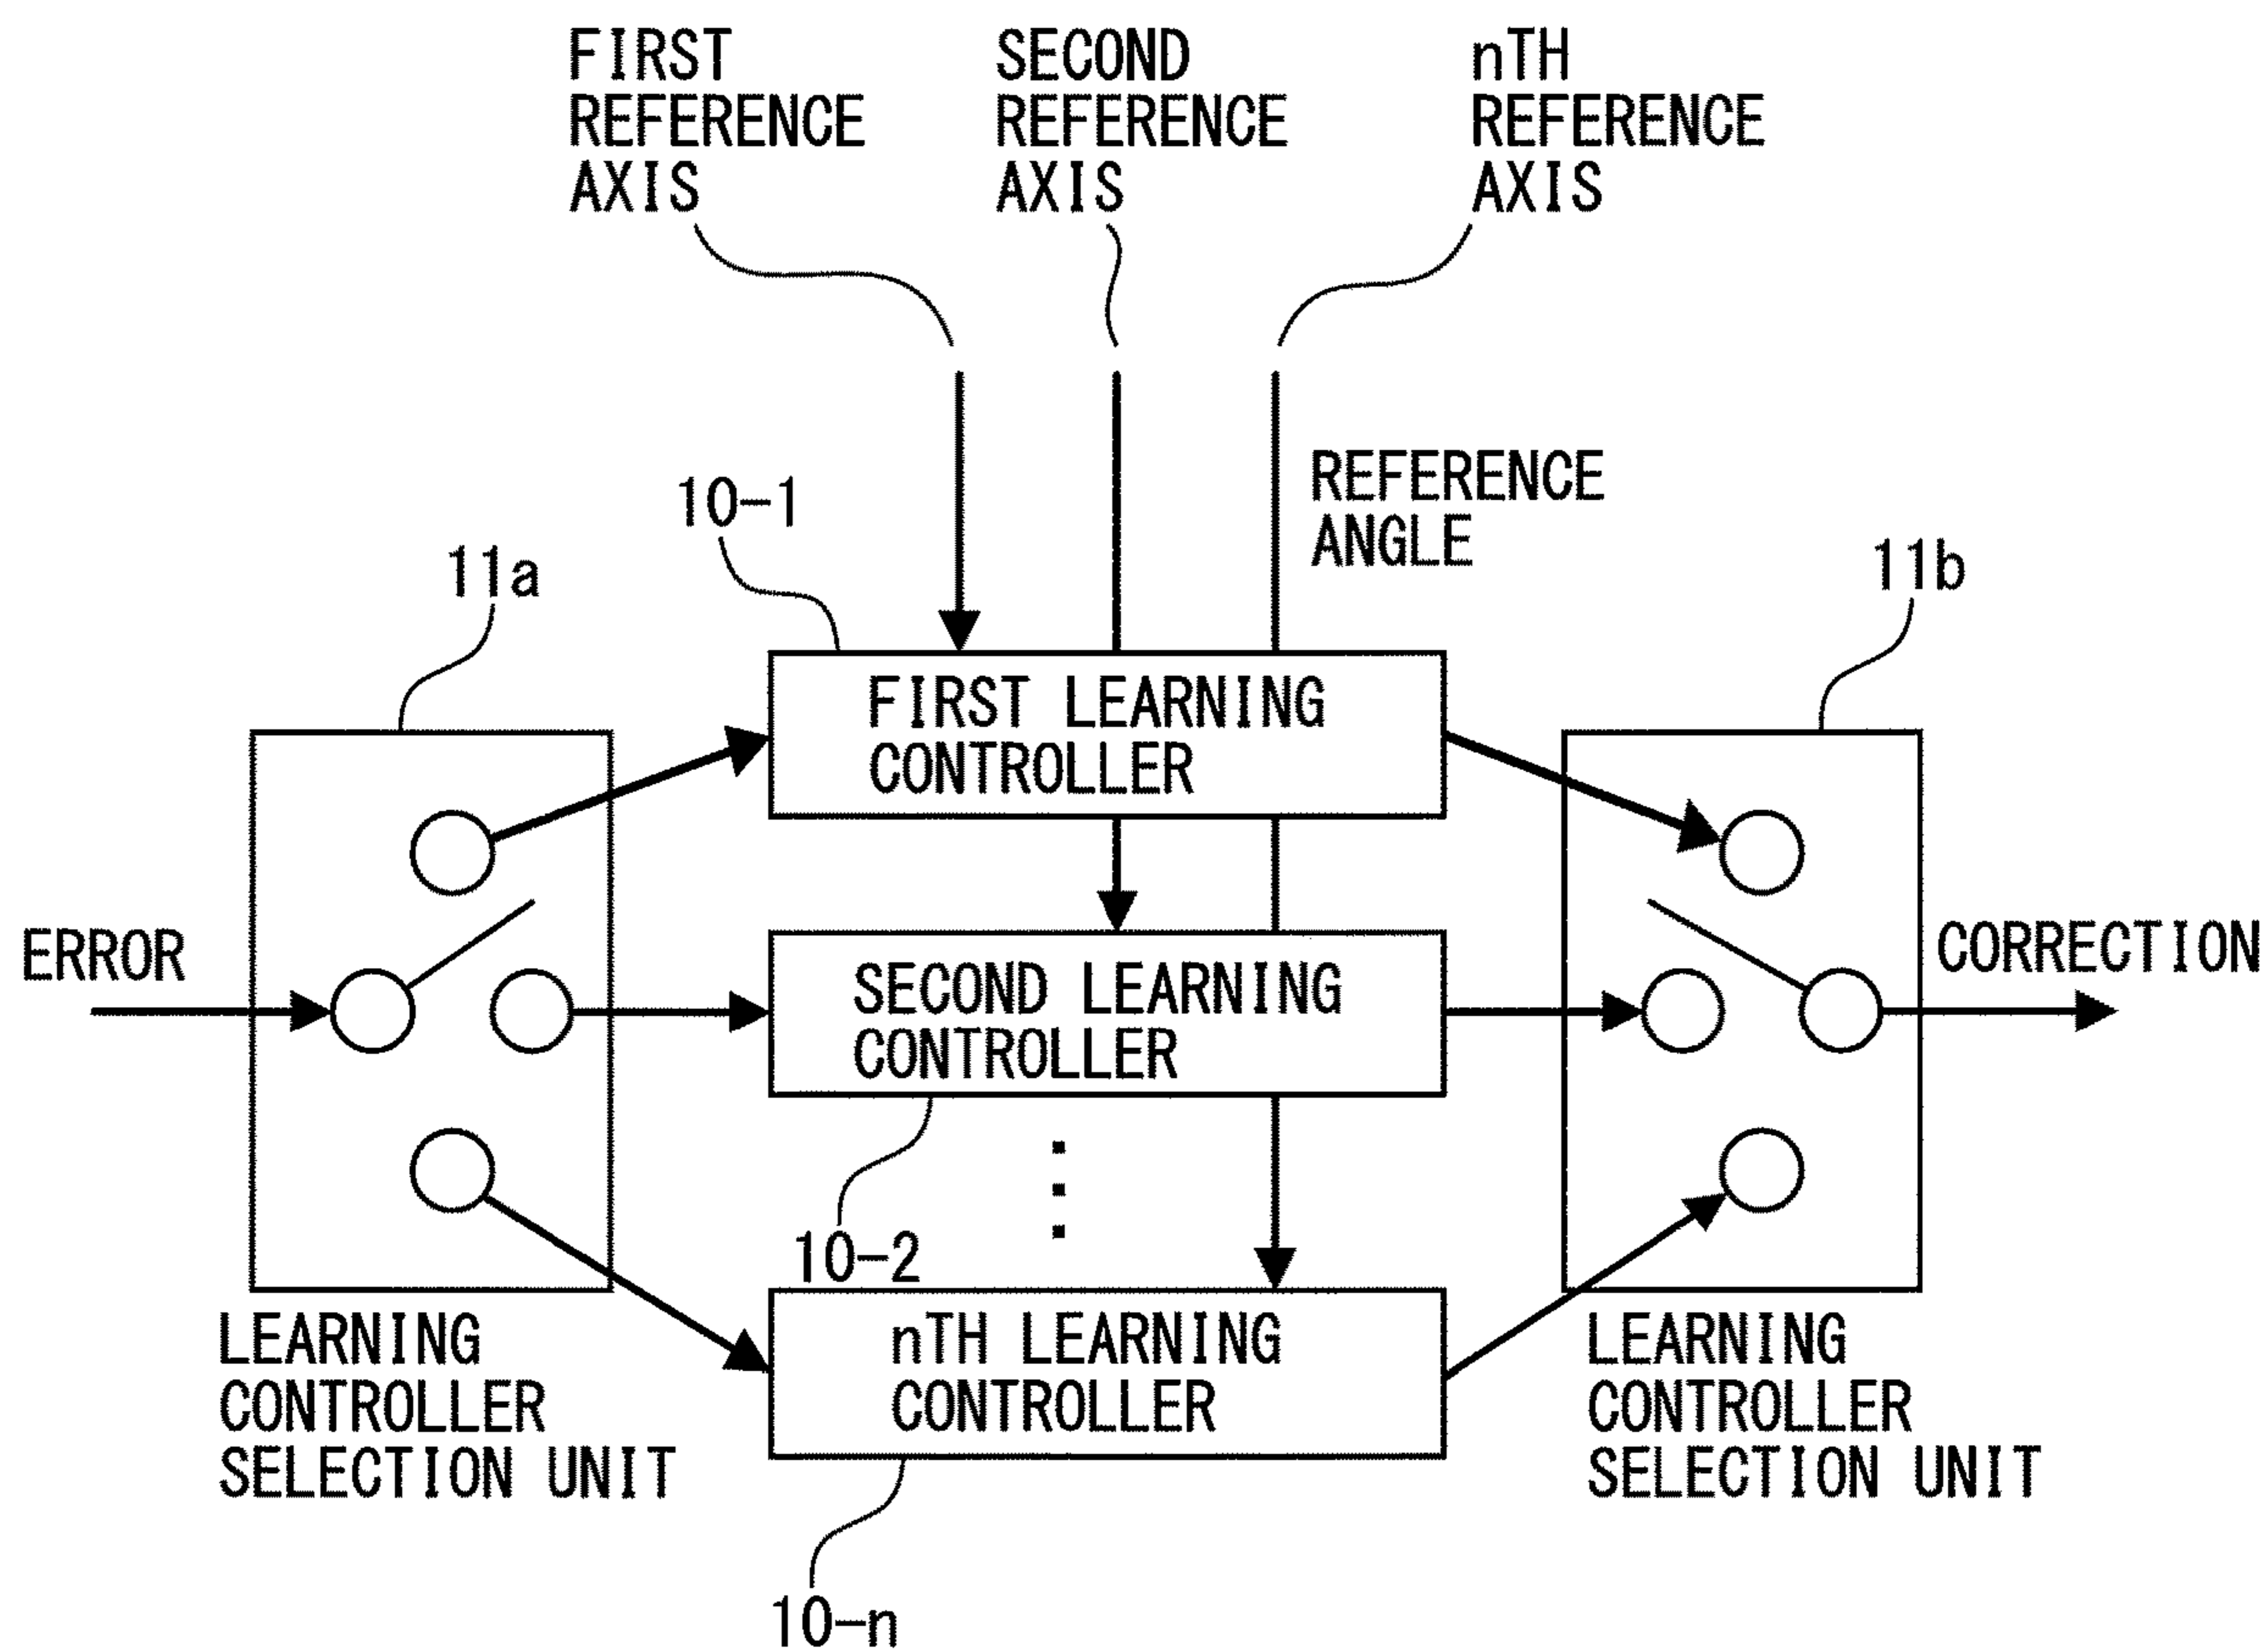 FIRST
REFERENCE
AXIS
SECOND
REFERENCE
AXIS
nTH
REFERENCE
AXIS
REFERENCE
ANGLE
10-1
11a
11b
FIRST LEARNING
CONTROLLER
ERROR
SECOND LEARNING
CONTROLLER
CORRECTION
10-2
nTH LEARNING
CONTROLLER
LEARNING
CONTROLLER
SELECTION UNIT
LEARNING
CONTROLLER
SELECTION UNIT
10-n